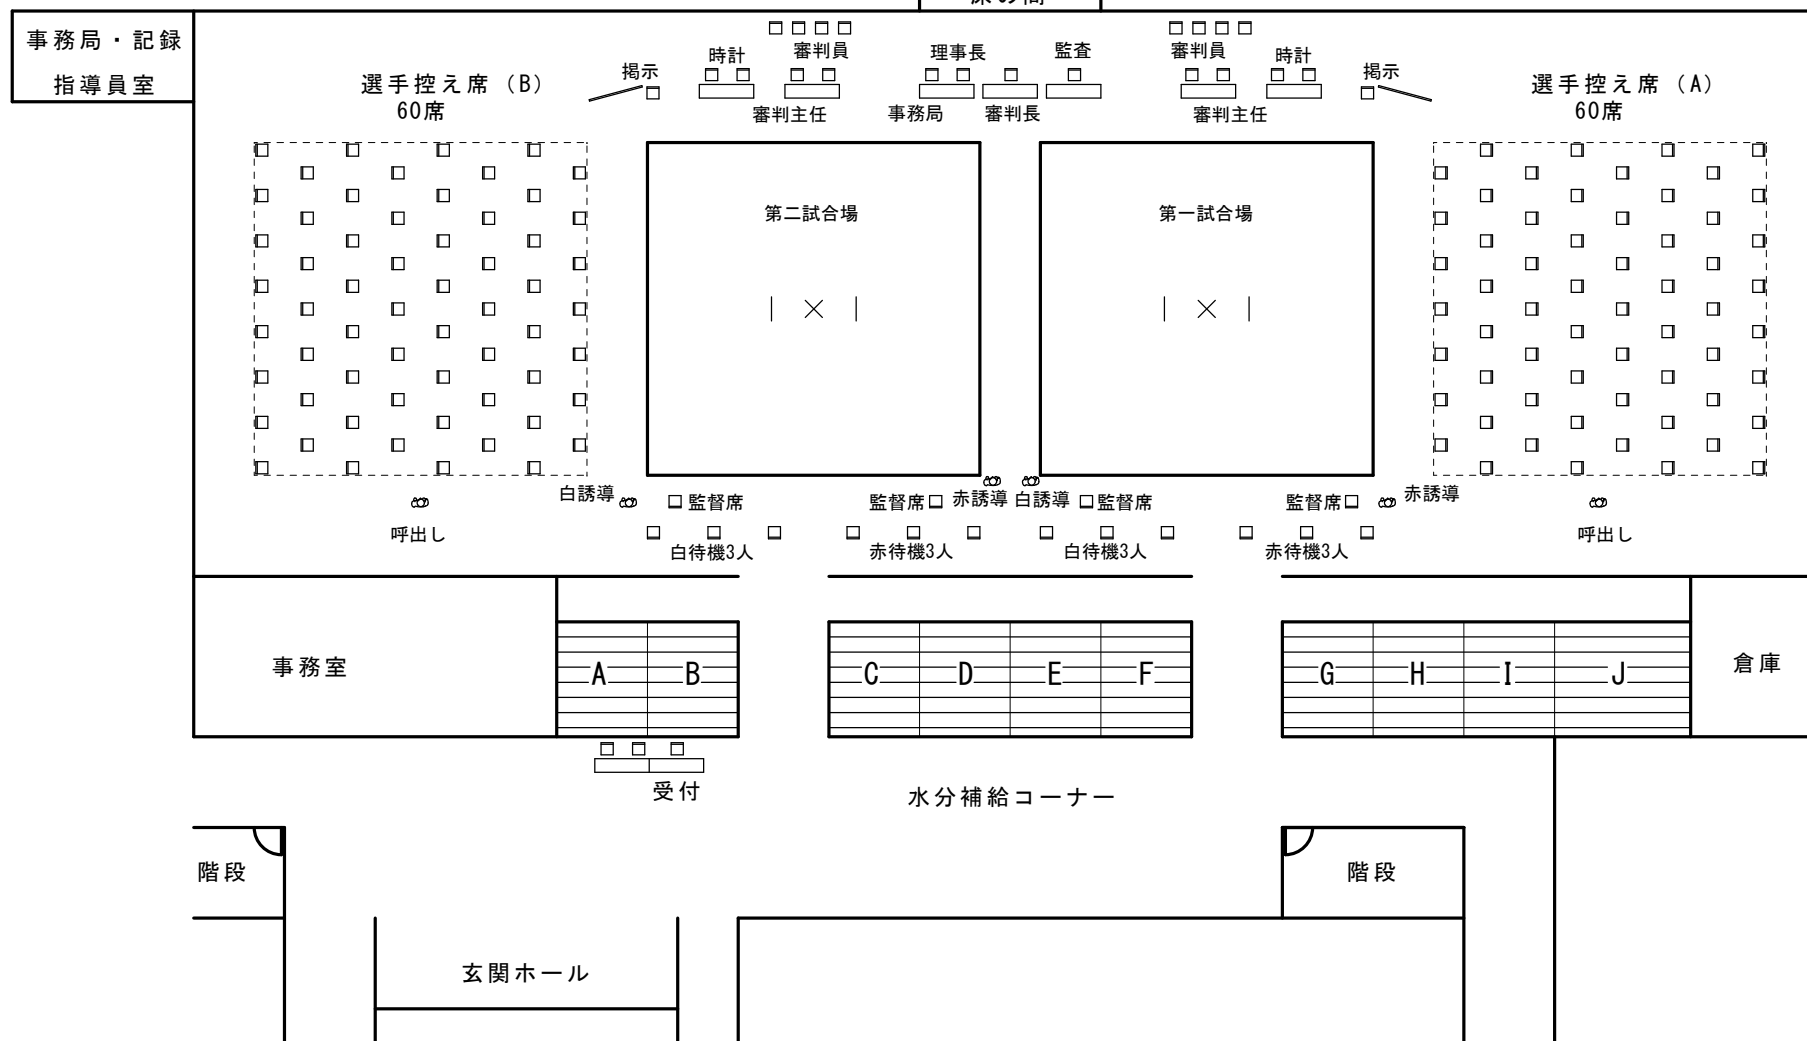 床の間
事務局・記録
指導員室
選手控え席（B）
60席
掲示
時計
審判員
審判主任
理事長
事務局
審判長
監査
審判員
審判主任
時計
掲示
選手控え席（A）
60席
第二試合場
第一試合場
白誘導
監督席
監督席
赤誘導
白誘導
監督席
監督席
赤誘導
呼出し
白待機3人
赤待機3人
白待機3人
赤待機3人
呼出し
事務室
A
B
C
D
E
F
G
H
I
J
倉庫
受付
水分補給コーナー
階段
階段
玄関ホール